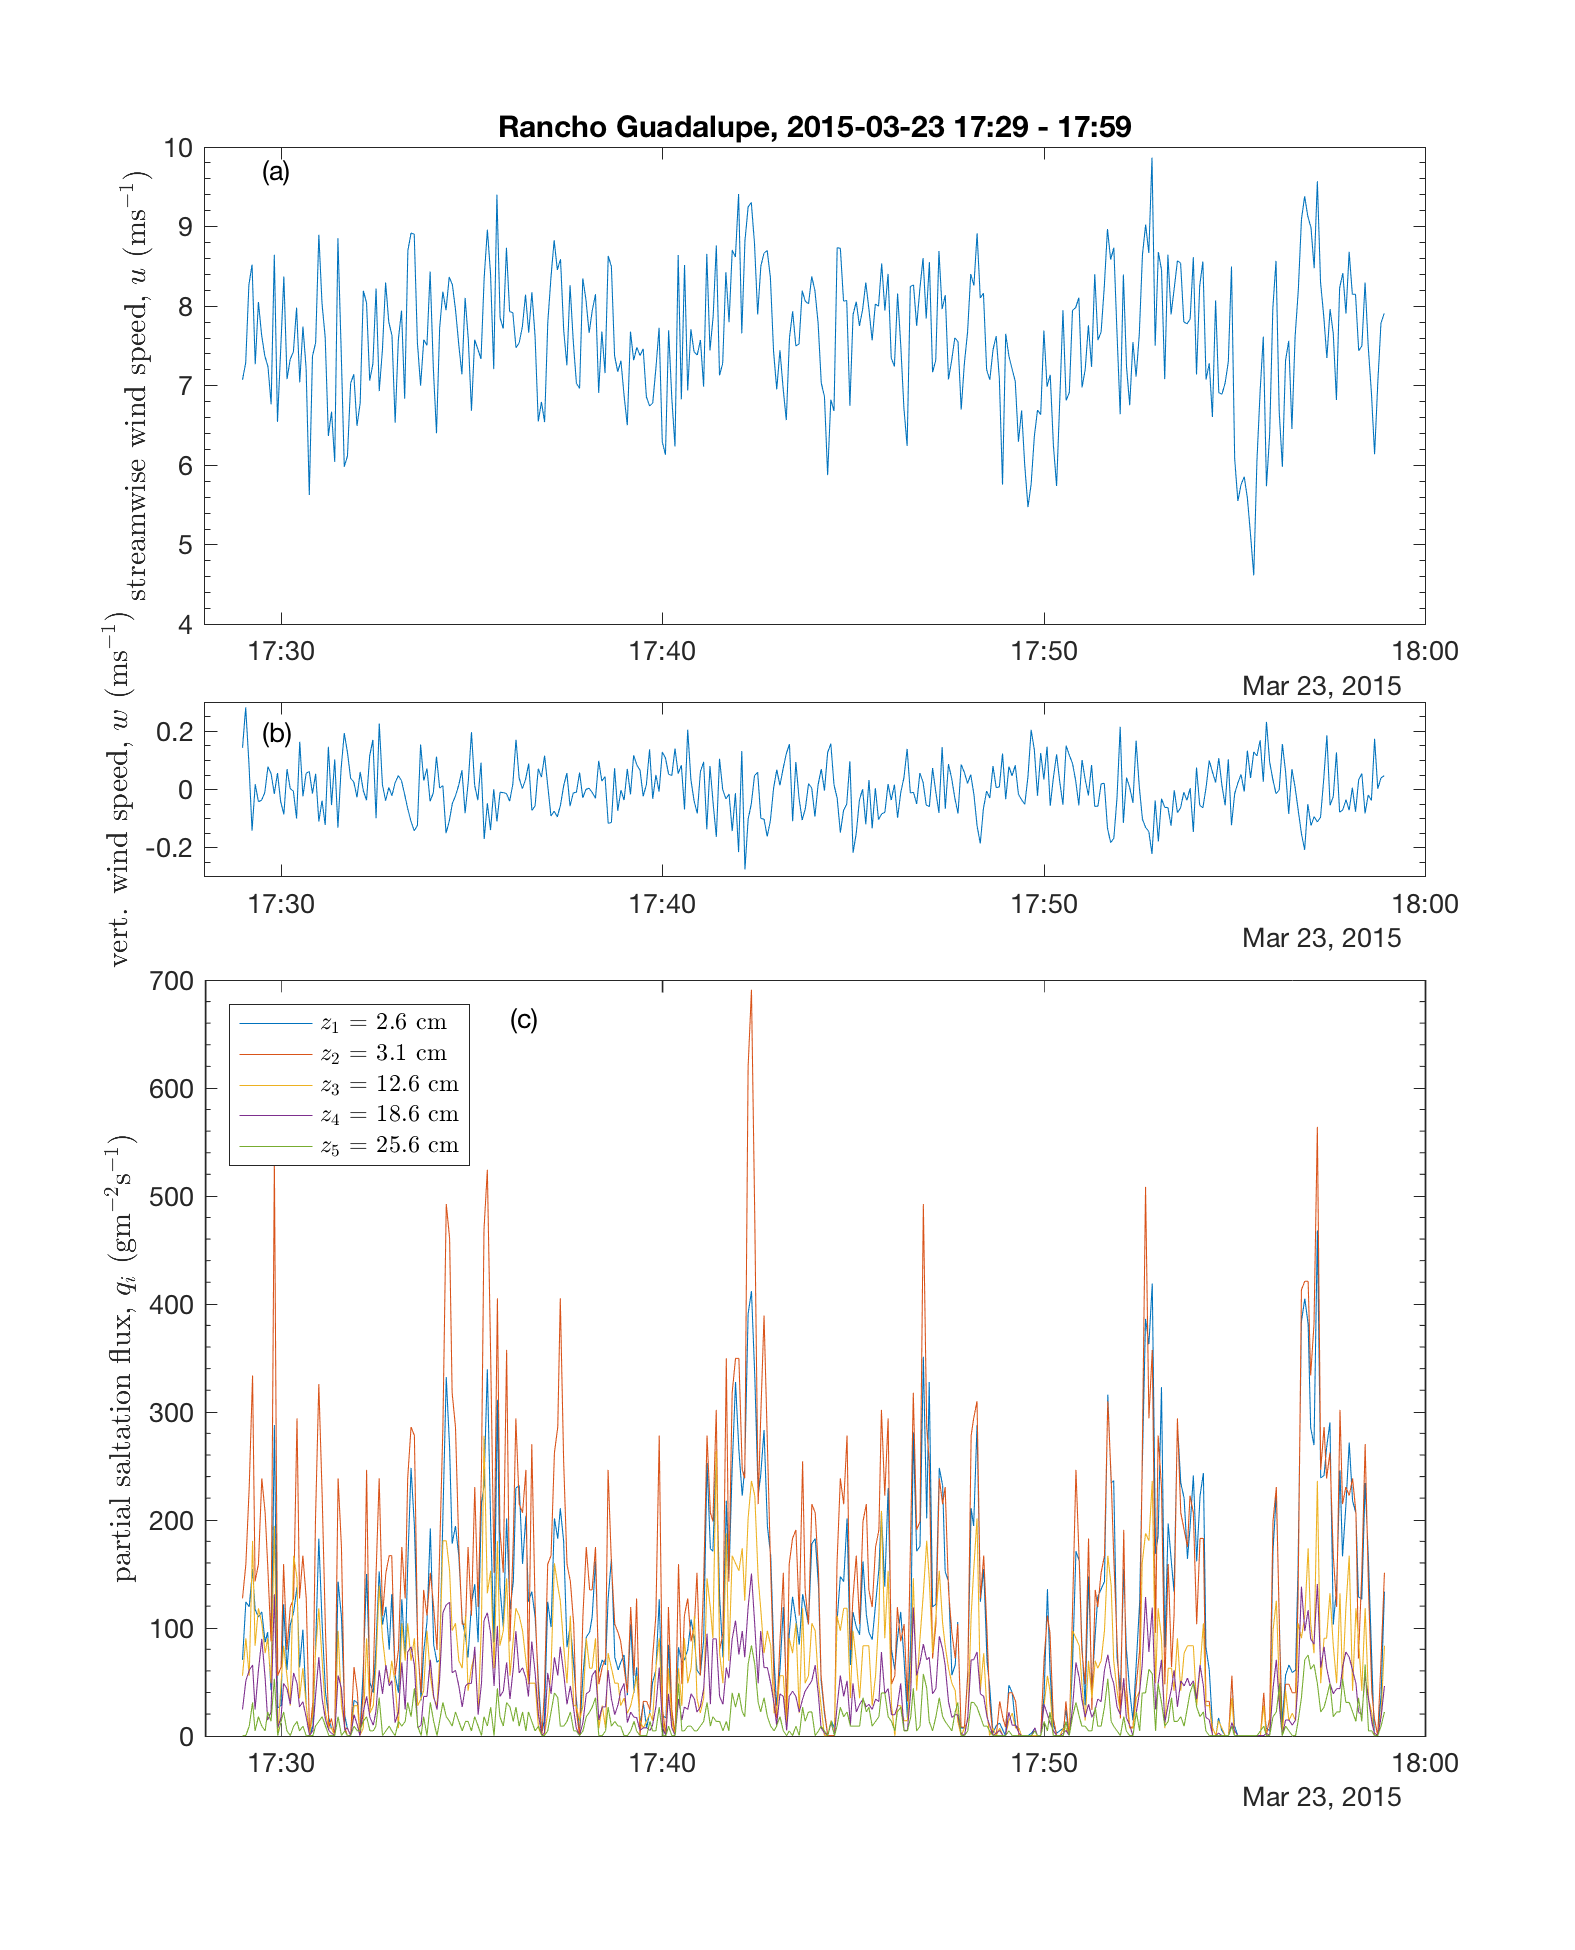 Rancho Guadalupe, 2015-03-23 17:29 - 17:59
(a)
streamwise wind speed, u (ms⁻¹)
10
9
8
7
6
5
4
17:30 17:40 17:50 18:00
Mar 23, 2015
(b)
vert. wind speed, w (ms⁻¹)
0.2
0
-0.2
17:30 17:40 17:50 18:00
Mar 23, 2015
(c)
partial saltation flux, qᵢ (gm⁻²s⁻¹)
700
600
500
400
300
200
100
0
z₁ = 2.6 cm
z₂ = 3.1 cm
z₃ = 12.6 cm
z₄ = 18.6 cm
z₅ = 25.6 cm
17:30 17:40 17:50 18:00
Mar 23, 2015